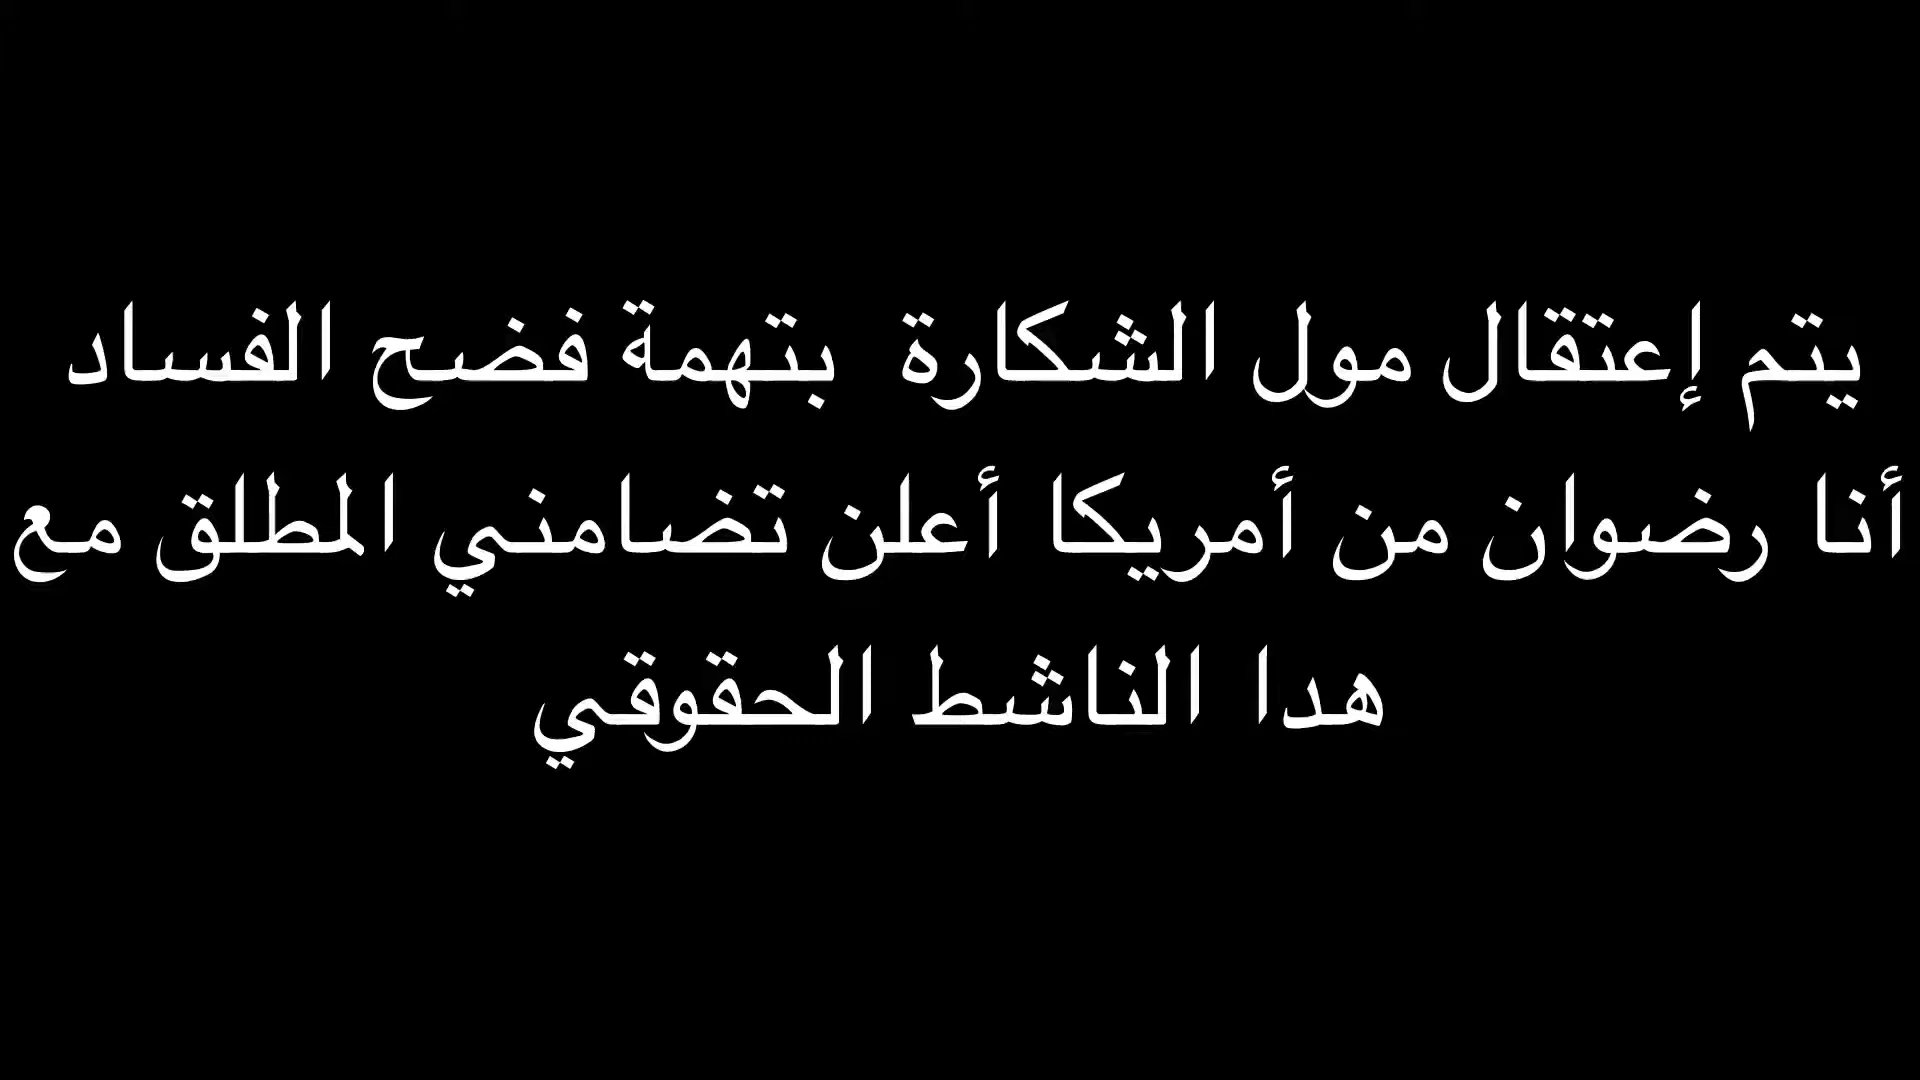 يتم إعتقال مول الشكارة  بتهمة فضح الفساد
أنا رضوان من أمريكا أعلن تضامني المطلق مع
هدا الناشط الحقوقي